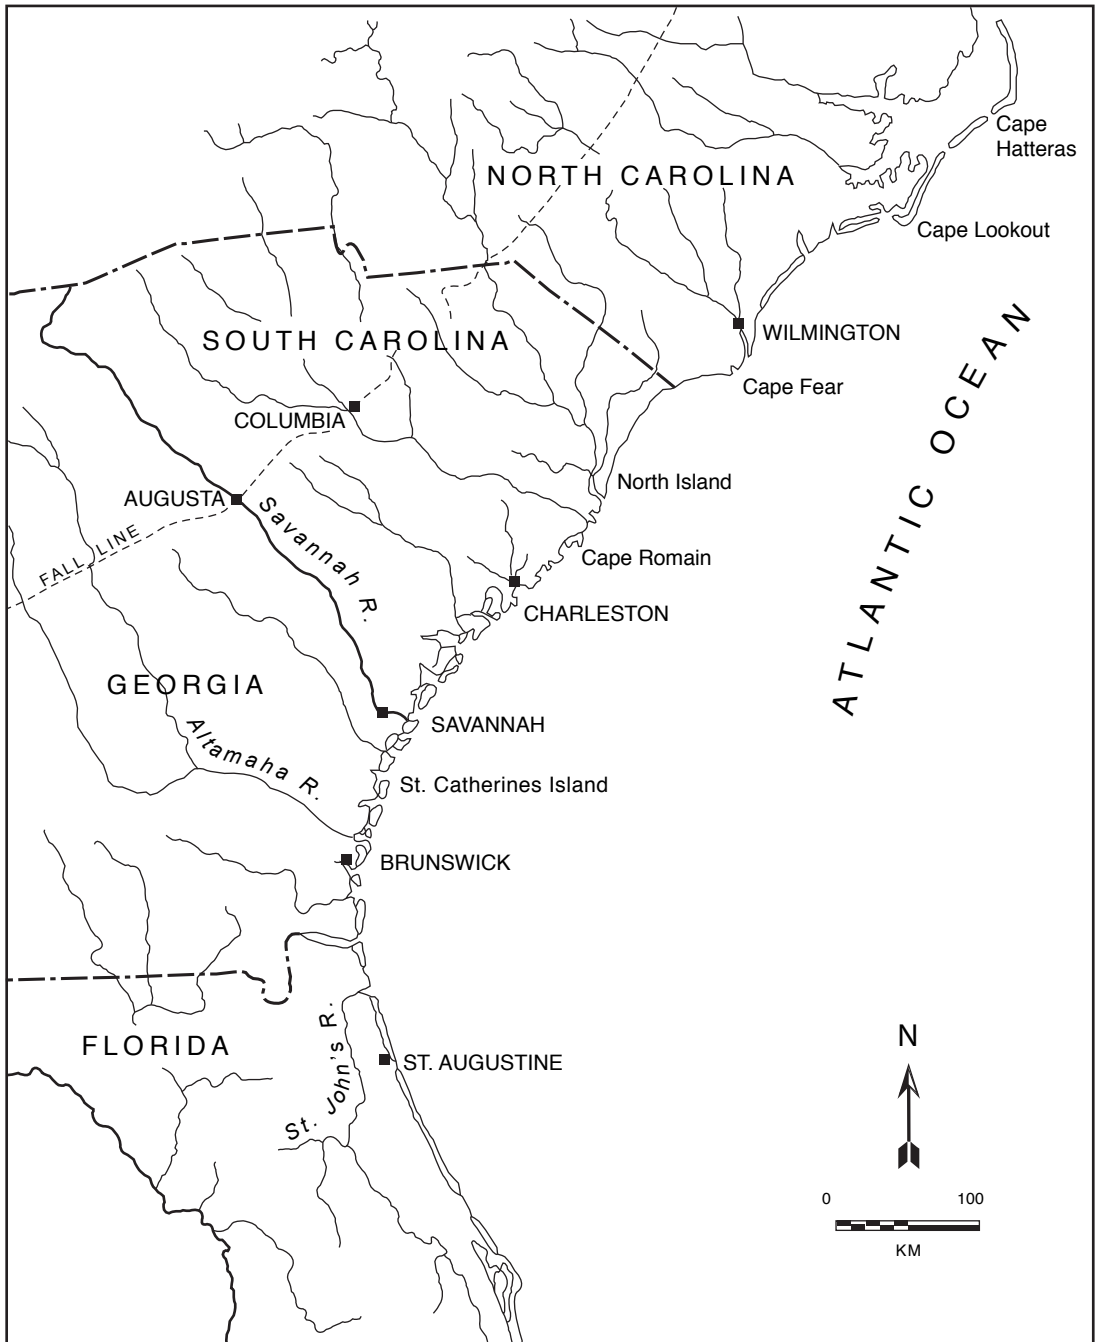 Cape
Hatteras
NORTH CAROLINA
Cape Lookout
WILMINGTON
SOUTH CAROLINA
Cape Fear
COLUMBIA
ATLANTIC OCEAN
North Island
AUGUSTA
Savannah R.
FALL LINE
Cape Romain
CHARLESTON
GEORGIA
SAVANNAH
Altamaha R.
St. Catherines Island
BRUNSWICK
FLORIDA
St. John's R.
ST. AUGUSTINE
N
0 100
KM